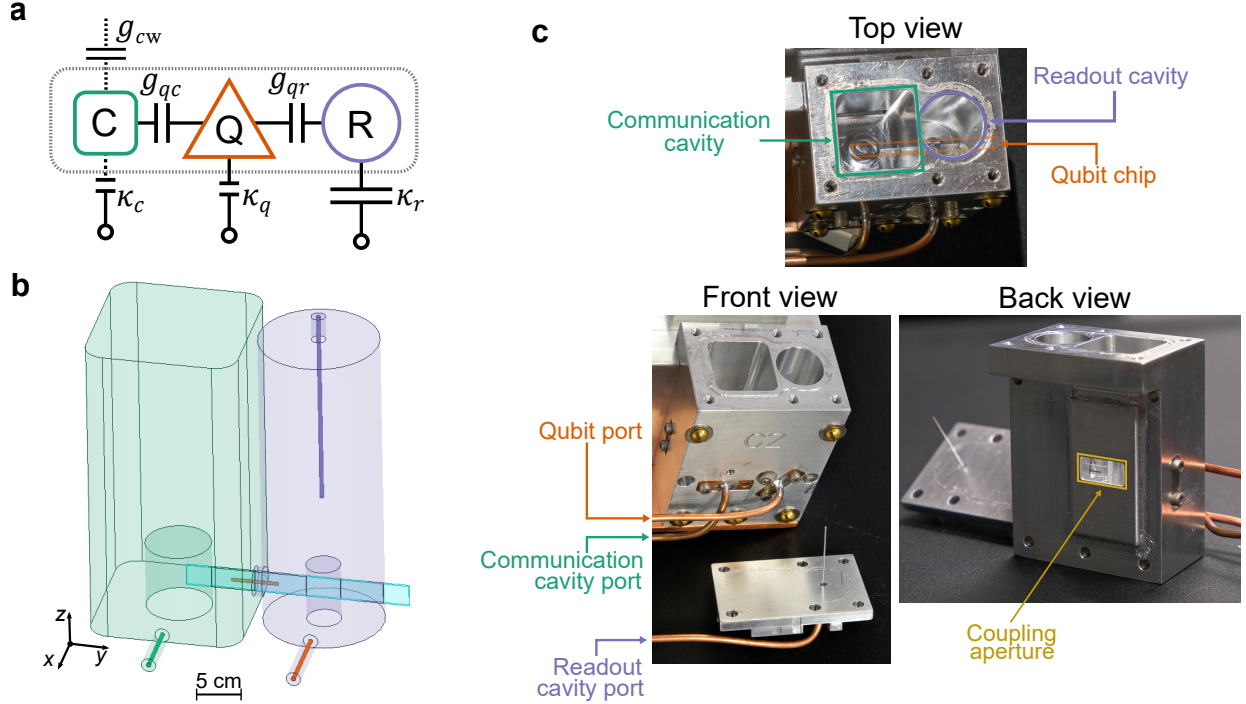 a
g_cw
g_qc
g_qr
C
Q
R
κ_c
κ_q
κ_r
b
z
x
y
5 cm
c
Top view
Communication
cavity
Readout cavity
Qubit chip
Front view
Back view
CZ
Qubit port
Communication
cavity port
Readout
cavity port
Coupling
aperture